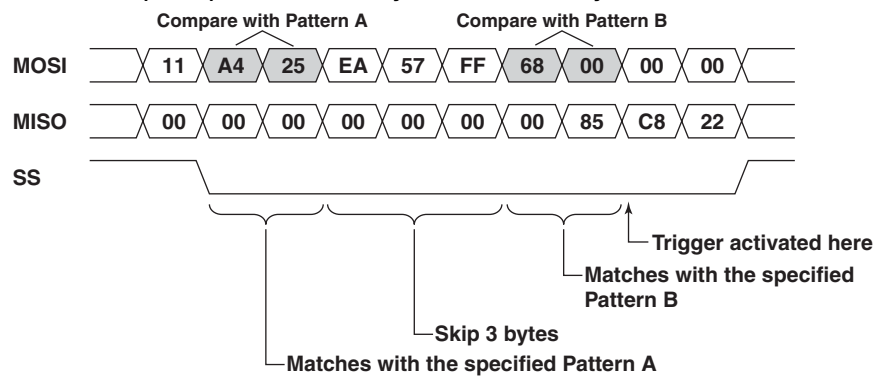 Compare with Pattern A Compare with Pattern B
MOSI 11 A4 25 EA 57 FF 68 00 00 00
MISO 00 00 00 00 00 00 00 85 C8 22
SS
Trigger activated here
Matches with the specified
Pattern B
Skip 3 bytes
Matches with the specified Pattern A